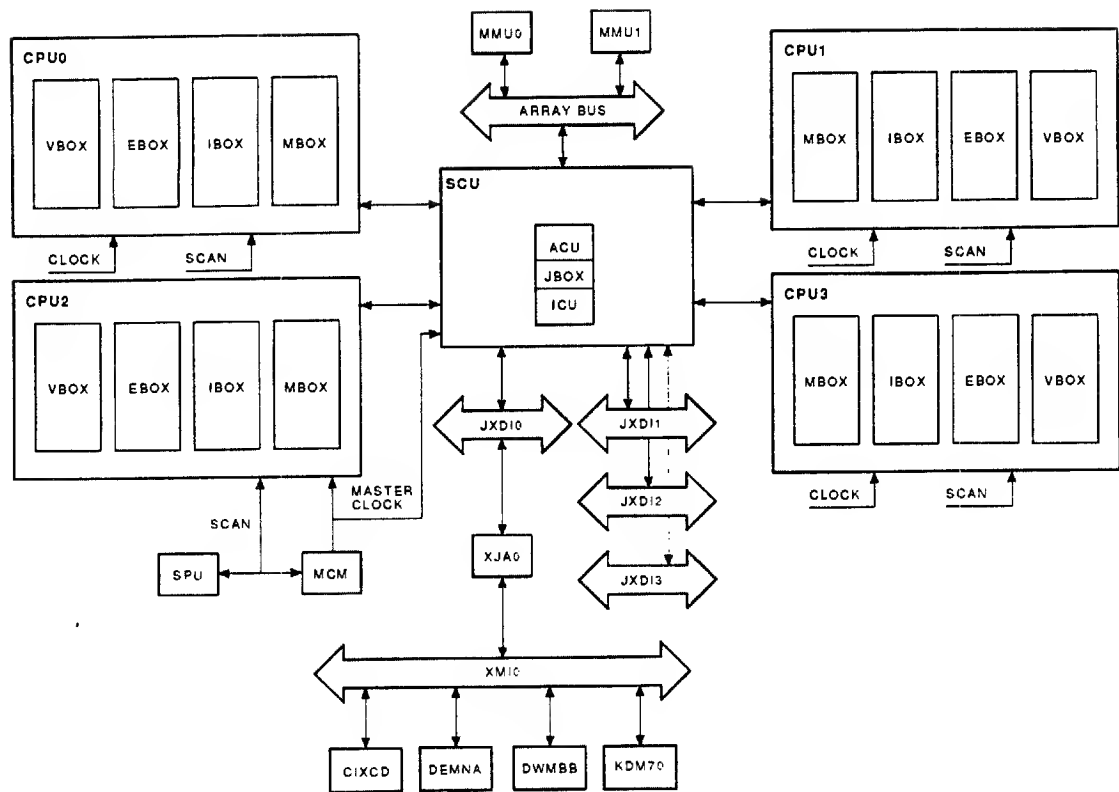 MMU0
MMU1
ARRAY BUS
CPU0
VBOX
EBOX
IBOX
MBOX
CLOCK
SCAN
CPU1
MBOX
IBOX
EBOX
VBOX
CLOCK
SCAN
SCU
ACU
JBOX
ICU
CPU2
VBOX
EBOX
IBOX
MBOX
CPU3
MBOX
IBOX
EBOX
VBOX
CLOCK
SCAN
MASTER
CLOCK
SCAN
SPU
MCM
JXDI0
JXDI1
JXDI2
JXDI3
XJA0
XMI0
CIXCD
DEMNA
DWMBB
KDM70